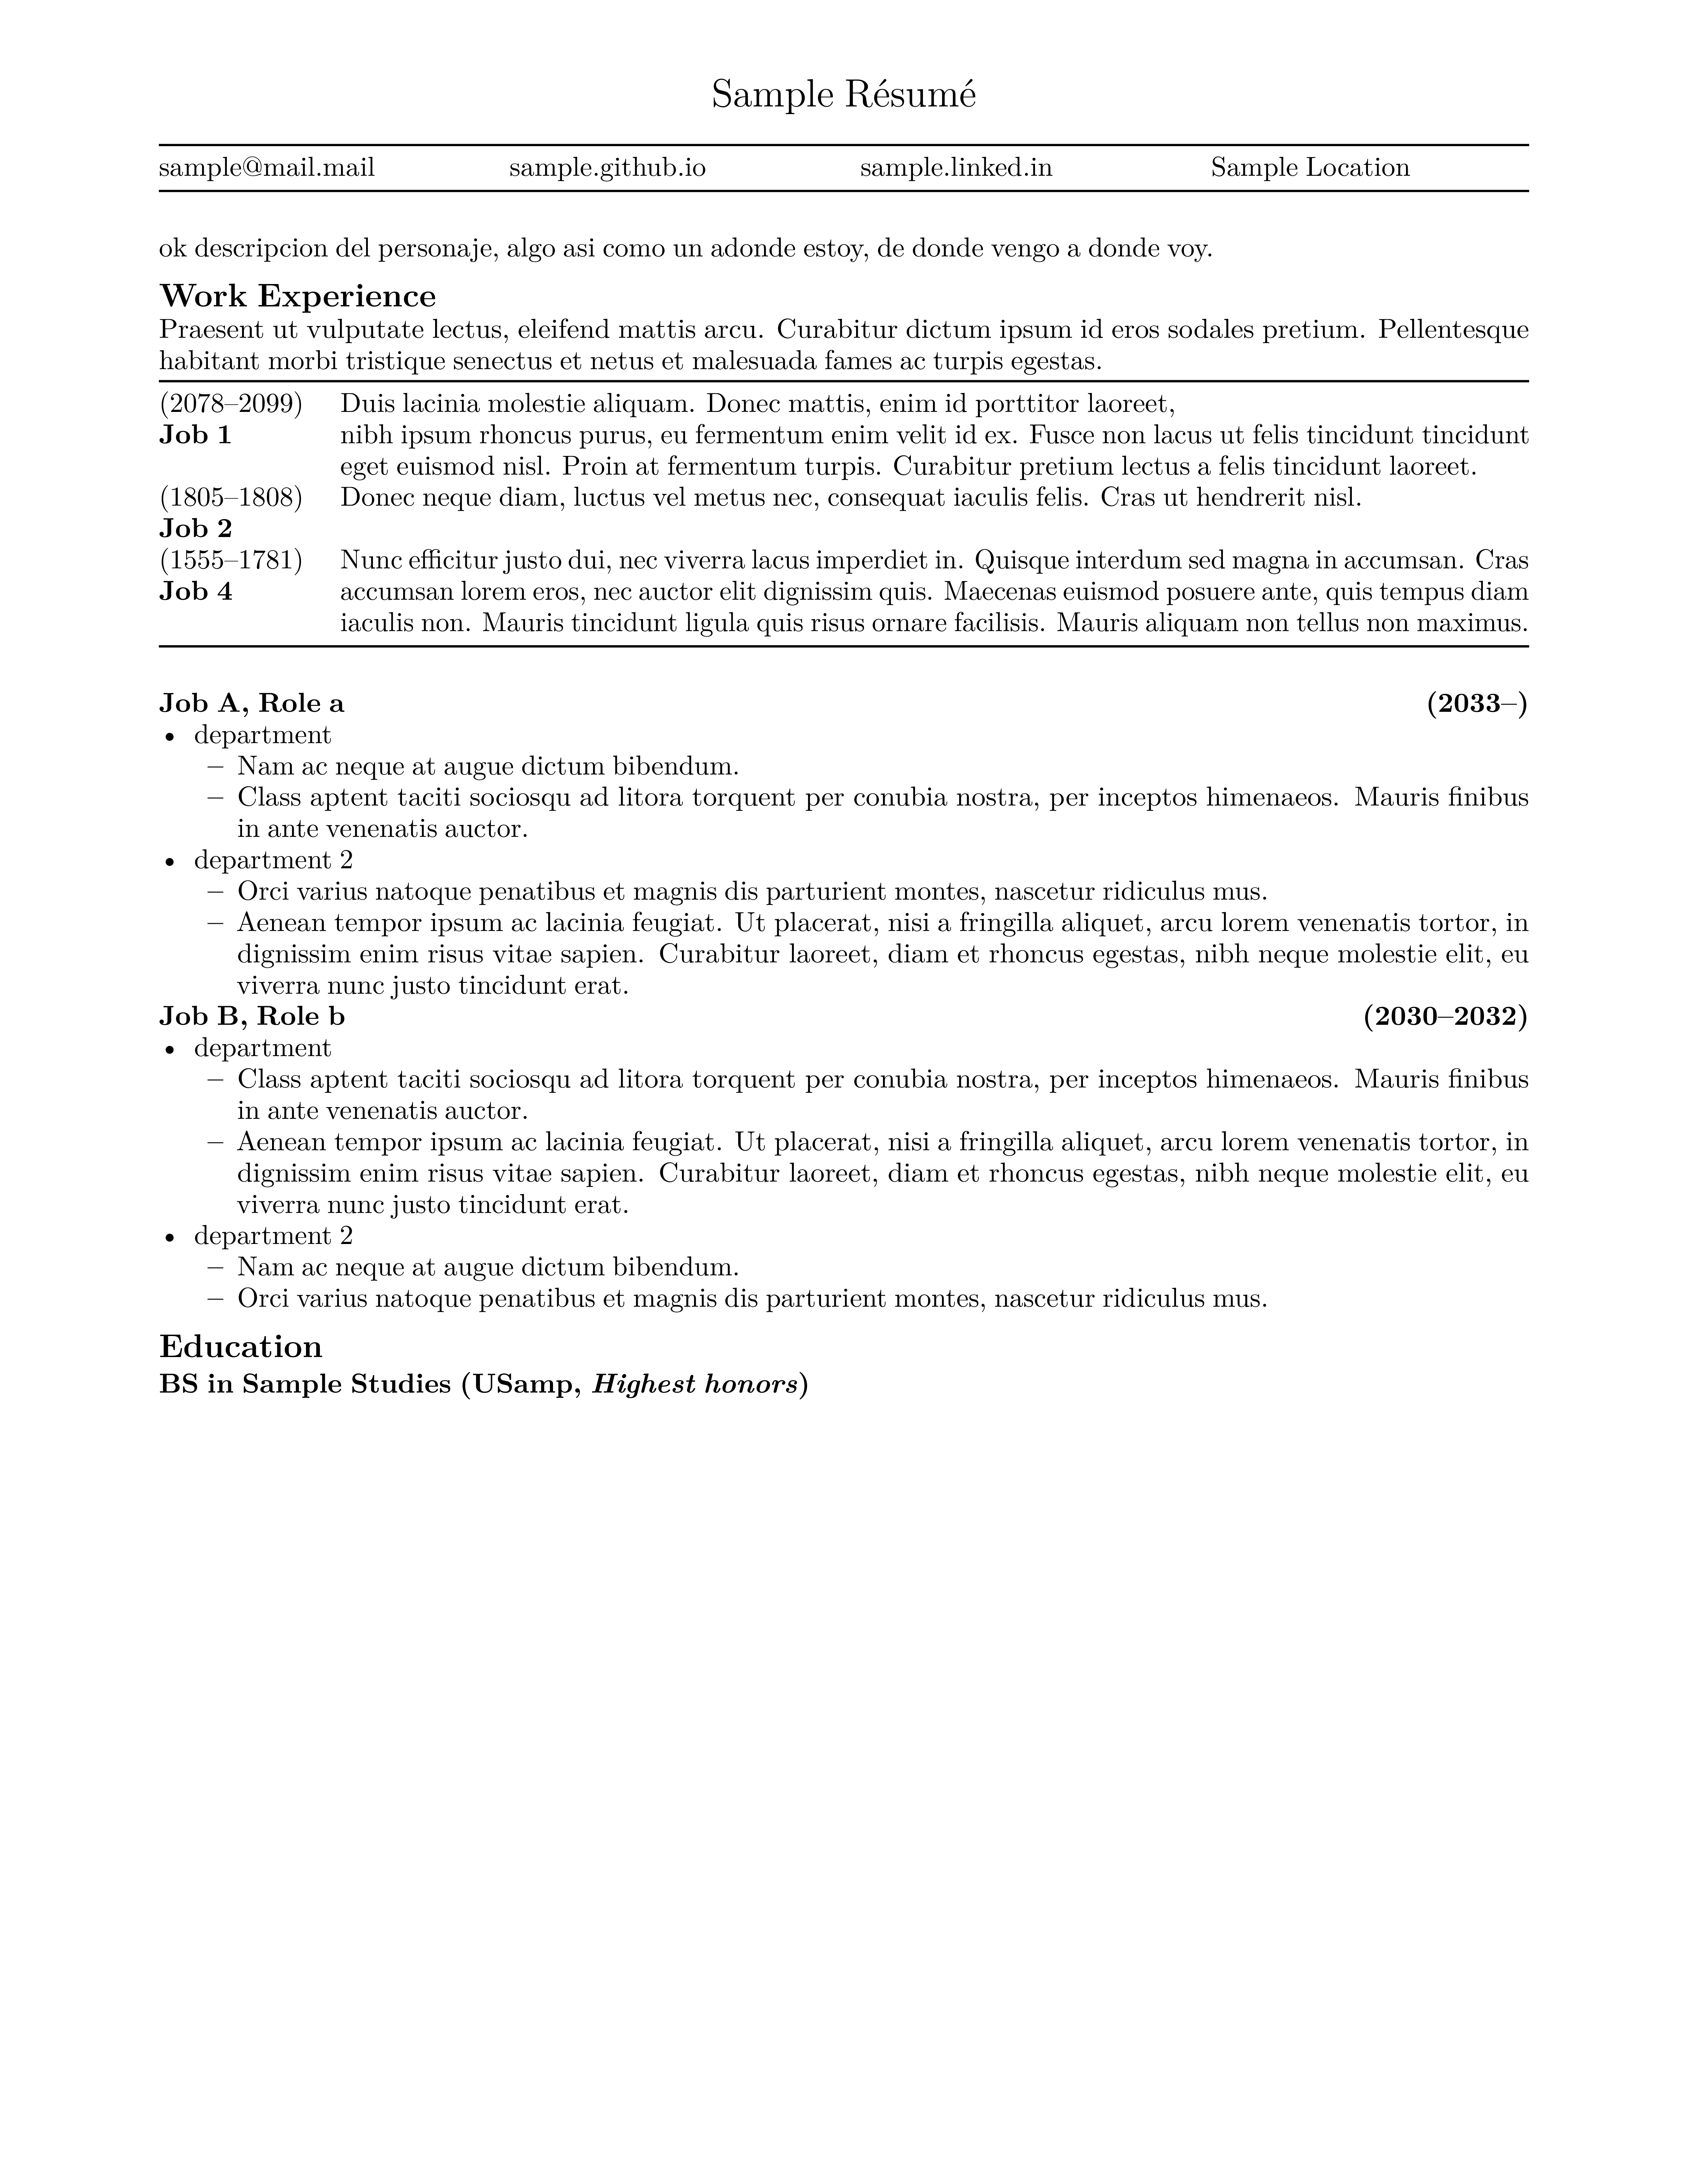 Sample Résumé
sample@mail.mail sample.github.io sample.linked.in Sample Location
ok descripcion del personaje, algo asi como un adonde estoy, de donde vengo a donde voy.
Work Experience
Praesent ut vulputate lectus, eleifend mattis arcu. Curabitur dictum ipsum id eros sodales pretium. Pellentesque
habitant morbi tristique senectus et netus et malesuada fames ac turpis egestas.
(2078–2099) Duis lacinia molestie aliquam. Donec mattis, enim id porttitor laoreet,
Job 1 nibh ipsum rhoncus purus, eu fermentum enim velit id ex. Fusce non lacus ut felis tincidunt tincidunt
eget euismod nisl. Proin at fermentum turpis. Curabitur pretium lectus a felis tincidunt laoreet.
(1805–1808) Donec neque diam, luctus vel metus nec, consequat iaculis felis. Cras ut hendrerit nisl.
Job 2
(1555–1781) Nunc efficitur justo dui, nec viverra lacus imperdiet in. Quisque interdum sed magna in accumsan. Cras
Job 4 accumsan lorem eros, nec auctor elit dignissim quis. Maecenas euismod posuere ante, quis tempus diam
iaculis non. Mauris tincidunt ligula quis risus ornare facilisis. Mauris aliquam non tellus non maximus.
Job A, Role a (2033–)
• department
– Nam ac neque at augue dictum bibendum.
– Class aptent taciti sociosqu ad litora torquent per conubia nostra, per inceptos himenaeos. Mauris finibus
in ante venenatis auctor.
• department 2
– Orci varius natoque penatibus et magnis dis parturient montes, nascetur ridiculus mus.
– Aenean tempor ipsum ac lacinia feugiat. Ut placerat, nisi a fringilla aliquet, arcu lorem venenatis tortor, in
dignissim enim risus vitae sapien. Curabitur laoreet, diam et rhoncus egestas, nibh neque molestie elit, eu
viverra nunc justo tincidunt erat.
Job B, Role b (2030–2032)
• department
– Class aptent taciti sociosqu ad litora torquent per conubia nostra, per inceptos himenaeos. Mauris finibus
in ante venenatis auctor.
– Aenean tempor ipsum ac lacinia feugiat. Ut placerat, nisi a fringilla aliquet, arcu lorem venenatis tortor, in
dignissim enim risus vitae sapien. Curabitur laoreet, diam et rhoncus egestas, nibh neque molestie elit, eu
viverra nunc justo tincidunt erat.
• department 2
– Nam ac neque at augue dictum bibendum.
– Orci varius natoque penatibus et magnis dis parturient montes, nascetur ridiculus mus.
Education
BS in Sample Studies (USamp, Highest honors)